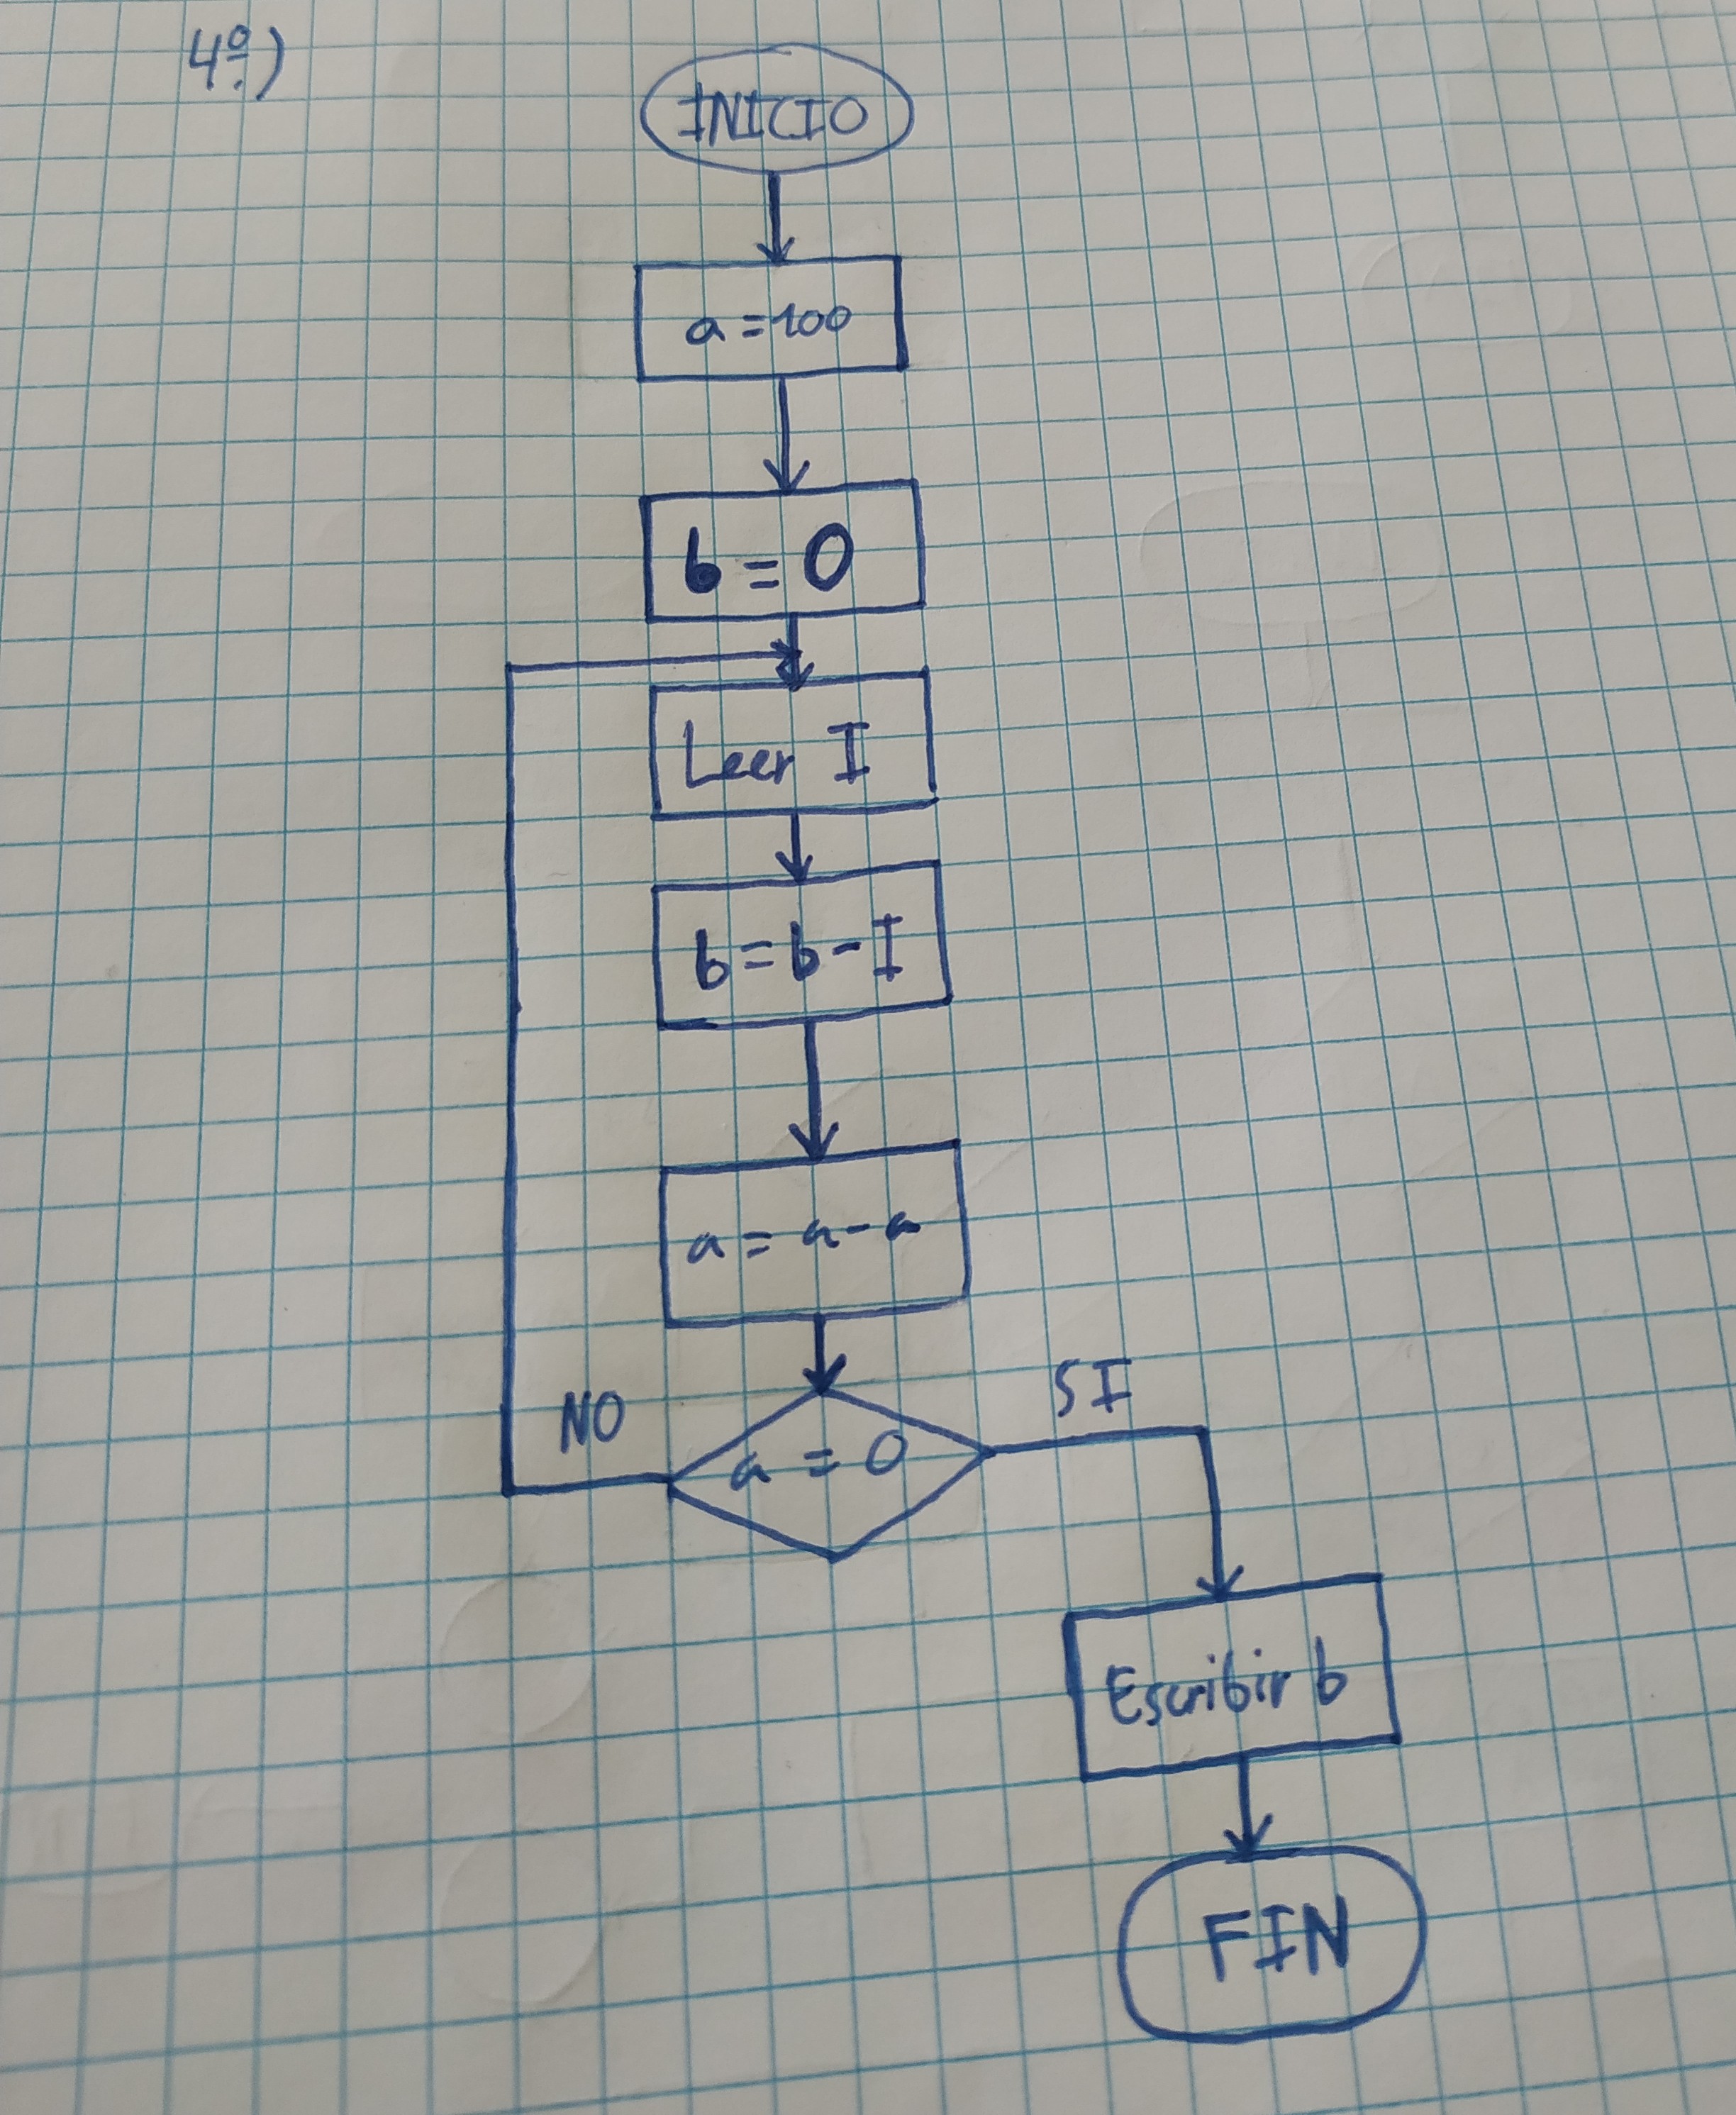 4º)
INICIO
a = 100
b = 0
Leer I
b = b - I
a = a - a
NO
SI
a = 0
Escribir b
FIN